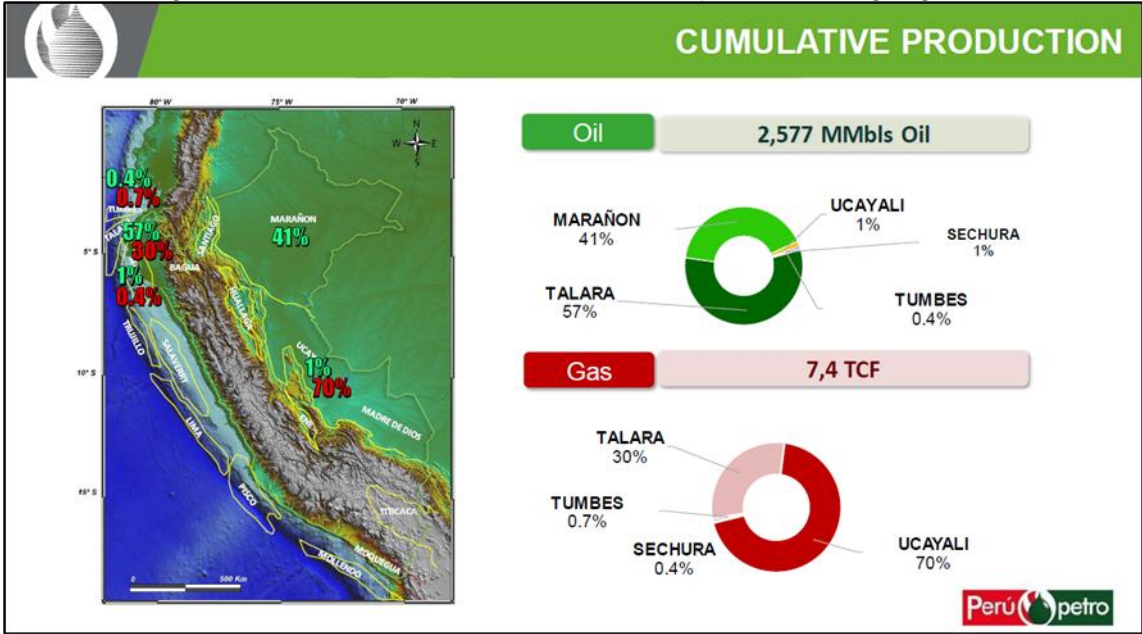 CUMULATIVE PRODUCTION
80° W
75° W
70° W
N
W
E
S
5° S
10° S
15° S
0.4%
0.7%
57%
30%
1%
0.4%
MARAÑON
41%
SANTIAGO
BAGUA
HUALLAGA
1%
70%
ENE
MADRE DE DIOS
TRUJILLO
SALAVERRY
LIMA
PISCO
TITICACA
MOQUEGUA
MOLLENDO
0
500 Km
Oil
2,577 MMbls Oil
MARAÑON
41%
UCAYALI
1%
SECHURA
1%
TALARA
57%
TUMBES
0.4%
Gas
7,4 TCF
TALARA
30%
TUMBES
0.7%
SECHURA
0.4%
UCAYALI
70%
Perú petro